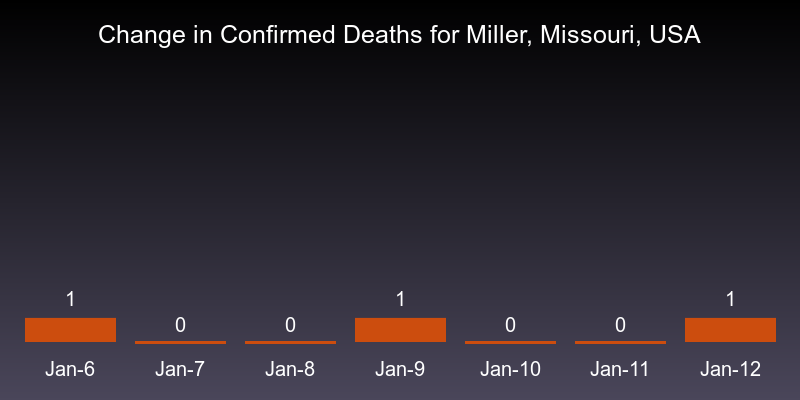 Change in Confirmed Deaths for Miller, Missouri, USA
1 0 0 1 0 0 1
Jan-6 Jan-7 Jan-8 Jan-9 Jan-10 Jan-11 Jan-12